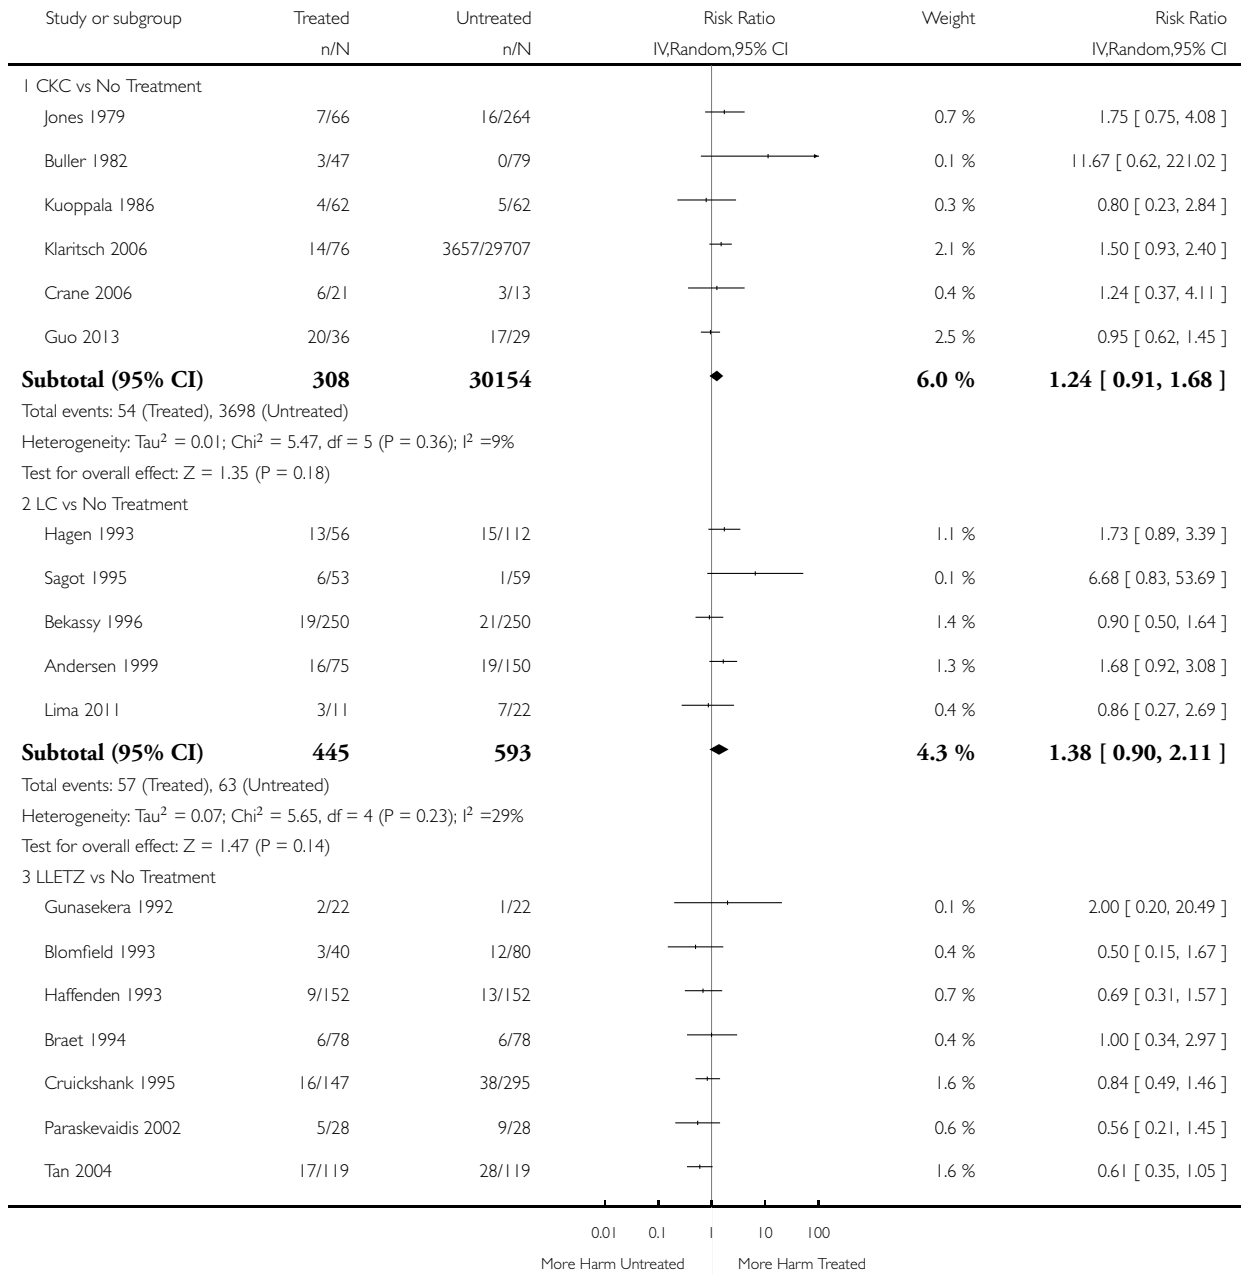 Study or subgroup Treated Untreated Risk Ratio Weight Risk Ratio
n/N n/N IV,Random,95% CI IV,Random,95% CI
1 CKC vs No Treatment
Jones 1979 7/66 16/264 0.7 % 1.75 [ 0.75, 4.08 ]
Buller 1982 3/47 0/79 0.1 % 11.67 [ 0.62, 221.02 ]
Kuoppala 1986 4/62 5/62 0.3 % 0.80 [ 0.23, 2.84 ]
Klaritsch 2006 14/76 3657/29707 2.1 % 1.50 [ 0.93, 2.40 ]
Crane 2006 6/21 3/13 0.4 % 1.24 [ 0.37, 4.11 ]
Guo 2013 20/36 17/29 2.5 % 0.95 [ 0.62, 1.45 ]
Subtotal (95% CI) 308 30154 6.0 % 1.24 [ 0.91, 1.68 ]
Total events: 54 (Treated), 3698 (Untreated)
Heterogeneity: Tau² = 0.01; Chi² = 5.47, df = 5 (P = 0.36); I² =9%
Test for overall effect: Z = 1.35 (P = 0.18)
2 LC vs No Treatment
Hagen 1993 13/56 15/112 1.1 % 1.73 [ 0.89, 3.39 ]
Sagot 1995 6/53 1/59 0.1 % 6.68 [ 0.83, 53.69 ]
Bekassy 1996 19/250 21/250 1.4 % 0.90 [ 0.50, 1.64 ]
Andersen 1999 16/75 19/150 1.3 % 1.68 [ 0.92, 3.08 ]
Lima 2011 3/11 7/22 0.4 % 0.86 [ 0.27, 2.69 ]
Subtotal (95% CI) 445 593 4.3 % 1.38 [ 0.90, 2.11 ]
Total events: 57 (Treated), 63 (Untreated)
Heterogeneity: Tau² = 0.07; Chi² = 5.65, df = 4 (P = 0.23); I² =29%
Test for overall effect: Z = 1.47 (P = 0.14)
3 LLETZ vs No Treatment
Gunasekera 1992 2/22 1/22 0.1 % 2.00 [ 0.20, 20.49 ]
Blomfield 1993 3/40 12/80 0.4 % 0.50 [ 0.15, 1.67 ]
Haffenden 1993 9/152 13/152 0.7 % 0.69 [ 0.31, 1.57 ]
Braet 1994 6/78 6/78 0.4 % 1.00 [ 0.34, 2.97 ]
Cruickshank 1995 16/147 38/295 1.6 % 0.84 [ 0.49, 1.46 ]
Paraskevaidis 2002 5/28 9/28 0.6 % 0.56 [ 0.21, 1.45 ]
Tan 2004 17/119 28/119 1.6 % 0.61 [ 0.35, 1.05 ]
0.01 0.1 1 10 100
More Harm Untreated More Harm Treated